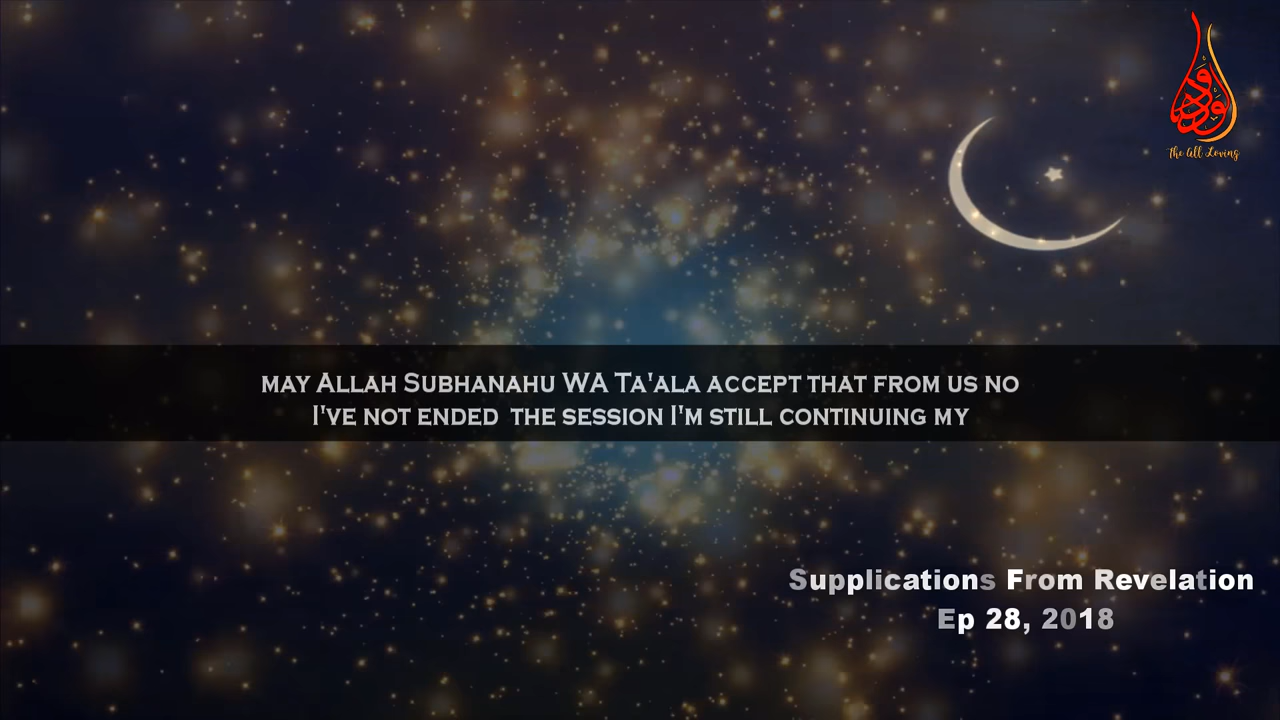 الودود
The All Loving
MAY ALLAH SUBHANAHU WA TA'ALA ACCEPT THAT FROM US NO
I'VE NOT ENDED THE SESSION I'M STILL CONTINUING MY
Supplications From Revelation
Ep 28, 2018